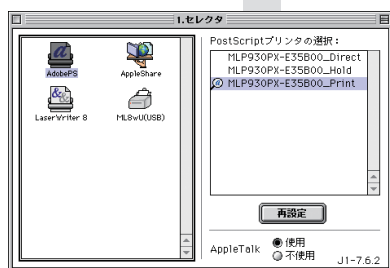 1.セレクタ
AdobePS
AppleShare
LaserWriter 8
ML8wU(USB)
PostScriptプリンタの選択:
MLP930PX-E35B00_Direct
MLP930PX-E35B00_Hold
MLP930PX-E35B00_Print
再設定
AppleTalk
使用
不使用
J1-7.6.2